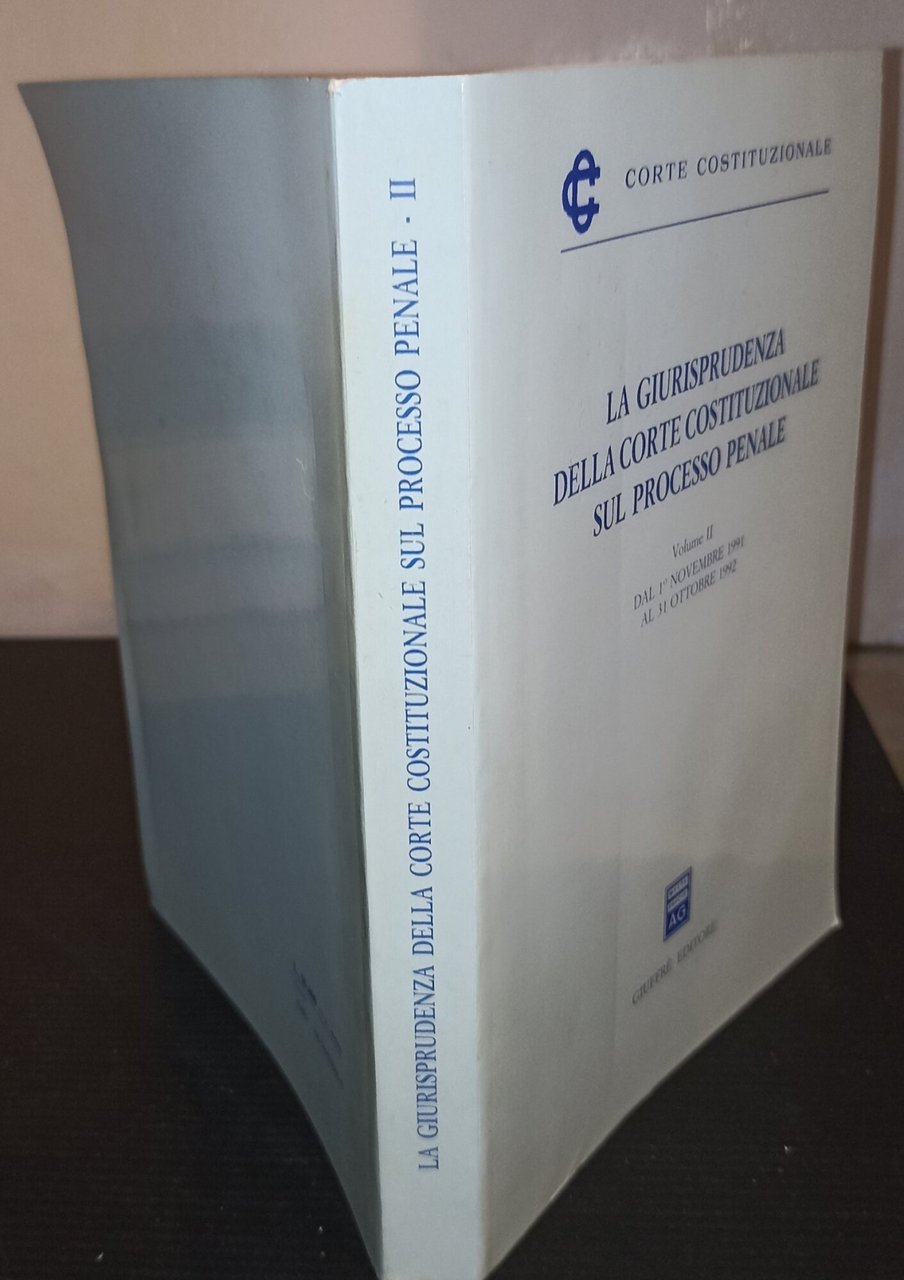 LA GIURISPRUDENZA DELLA CORTE COSTITUZIONALE SUL PROCESSO PENALE - II
CORTE COSTITUZIONALE
LA GIURISPRUDENZA
DELLA CORTE COSTITUZIONALE
SUL PROCESSO PENALE
Volume II
DAL 1° NOVEMBRE 1991
AL 31 OTTOBRE 1992
AG
GIUFFRÈ EDITORE